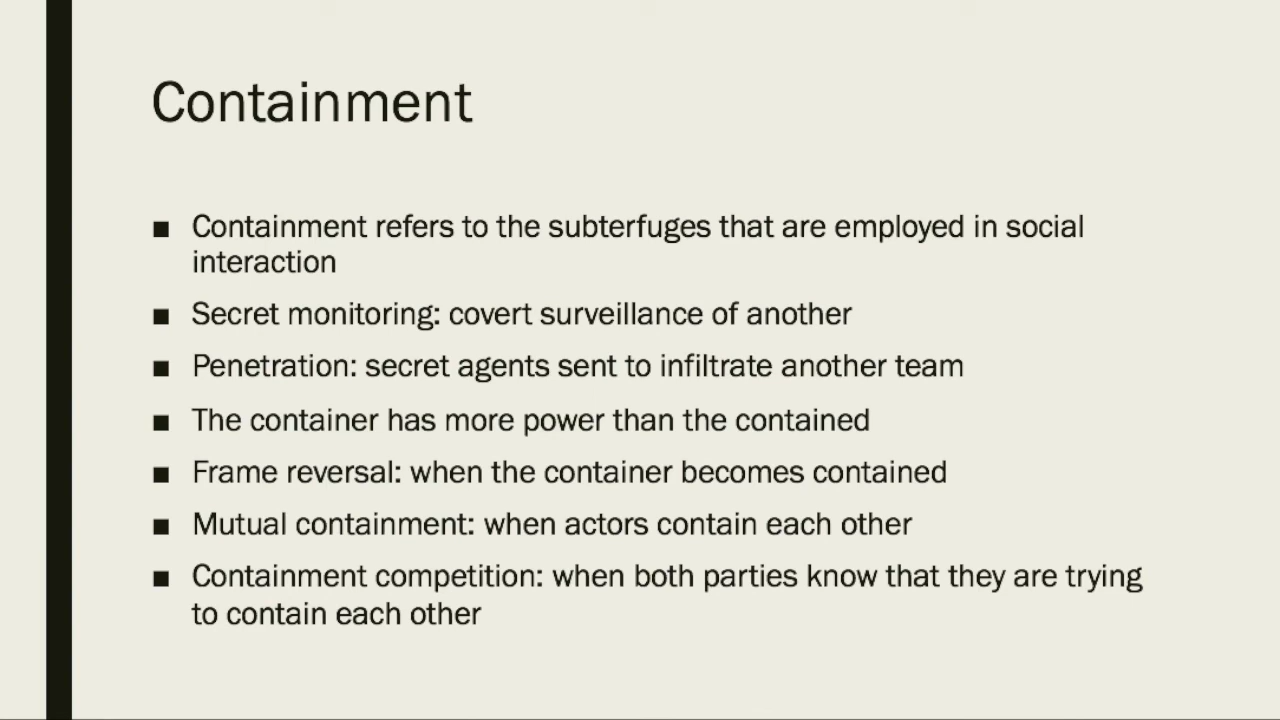 Containment
■ Containment refers to the subterfuges that are employed in social
interaction
■ Secret monitoring: covert surveillance of another
■ Penetration: secret agents sent to infiltrate another team
■ The container has more power than the contained
■ Frame reversal: when the container becomes contained
■ Mutual containment: when actors contain each other
■ Containment competition: when both parties know that they are trying
to contain each other